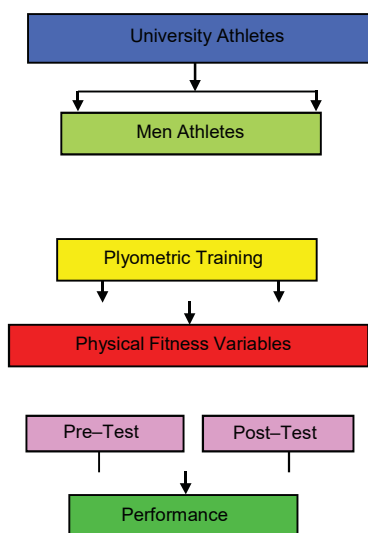 University Athletes
Men Athletes
Plyometric Training
Physical Fitness Variables
Pre–Test
Post–Test
Performance